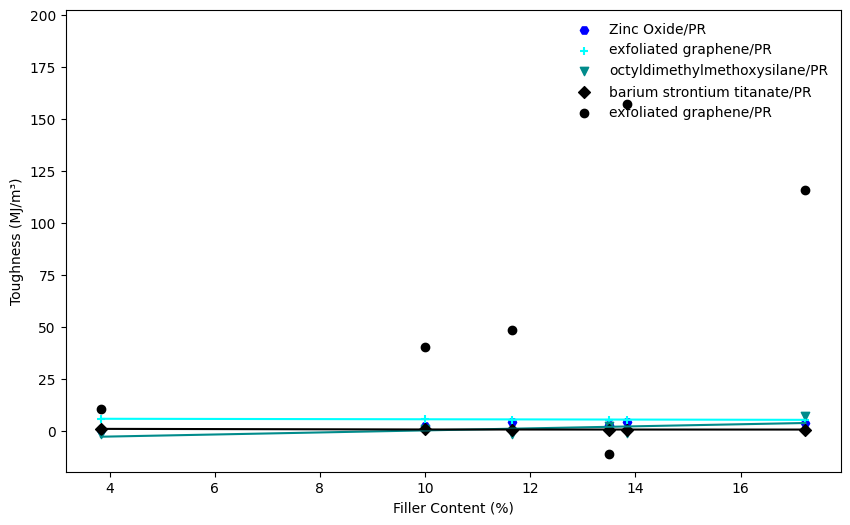 200
175
150
125
100
75
50
25
0
Toughness (MJ/m³)
4
6
8
10
12
14
16
Filler Content (%)
Zinc Oxide/PR
exfoliated graphene/PR
octyldimethylmethoxysilane/PR
barium strontium titanate/PR
exfoliated graphene/PR